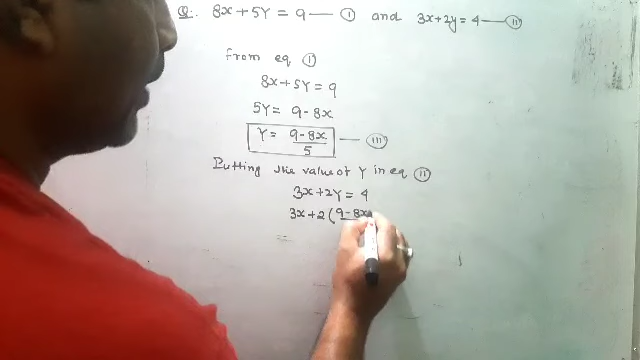 Q. 8x+5Y=9 — I and 3x+2y=4 — II
From eq I
8x+5Y=9
5Y= 9-8x
Y= 9-8x/5 — III
Putting the value of Y in eq II
3x+2Y=4
3x+2(9-8x